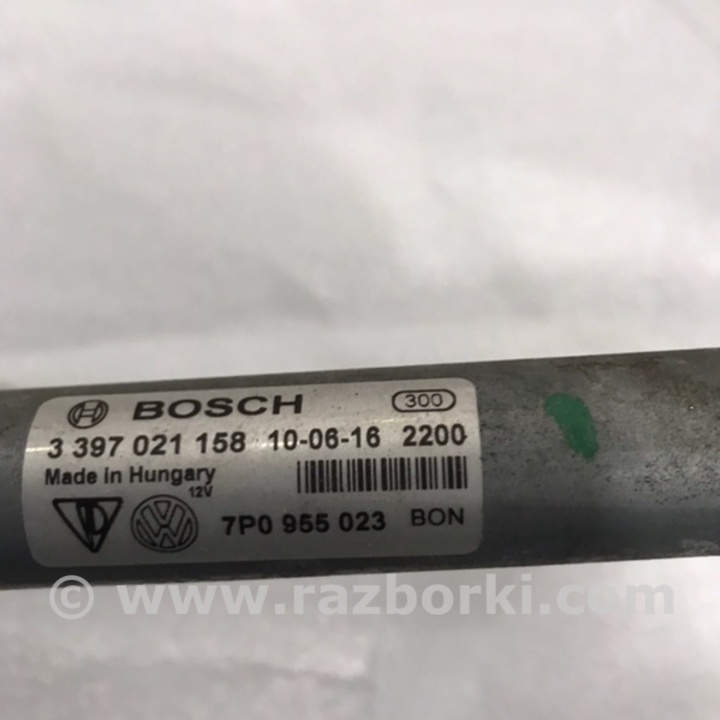 BOSCH 300
3 397 021 158 10-06-16 2200
Made in Hungary
12V
7P0 955 023 BON
© www.razborki.com